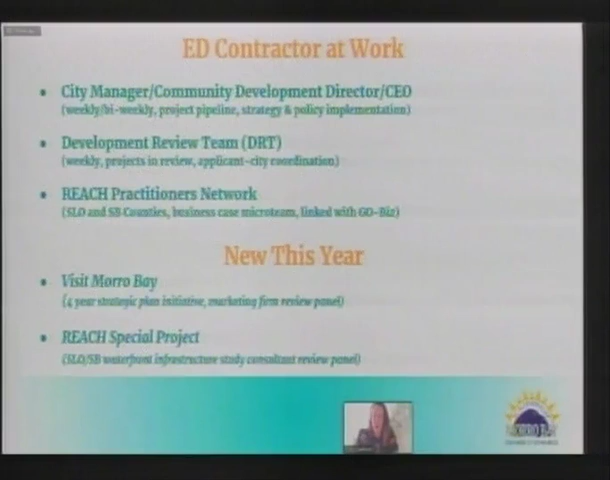 ED Contractor at Work
• City Manager/Community Development Director/CEO
(weekly/bi-weekly, project pipeline, strategy & policy implementation)
• Development Review Team (DRT)
(weekly, projects in review, applicant-city coordination)
• REACH Practitioners Network
(SLO and SB Counties, business case microteam, linked with GO-Biz)
New This Year
• Visit Morro Bay
(4 year strategic plan initiative, marketing firm review panel)
• REACH Special Project
(SLO/SB waterfront infrastructure study consultant review panel)
MORRO BAY